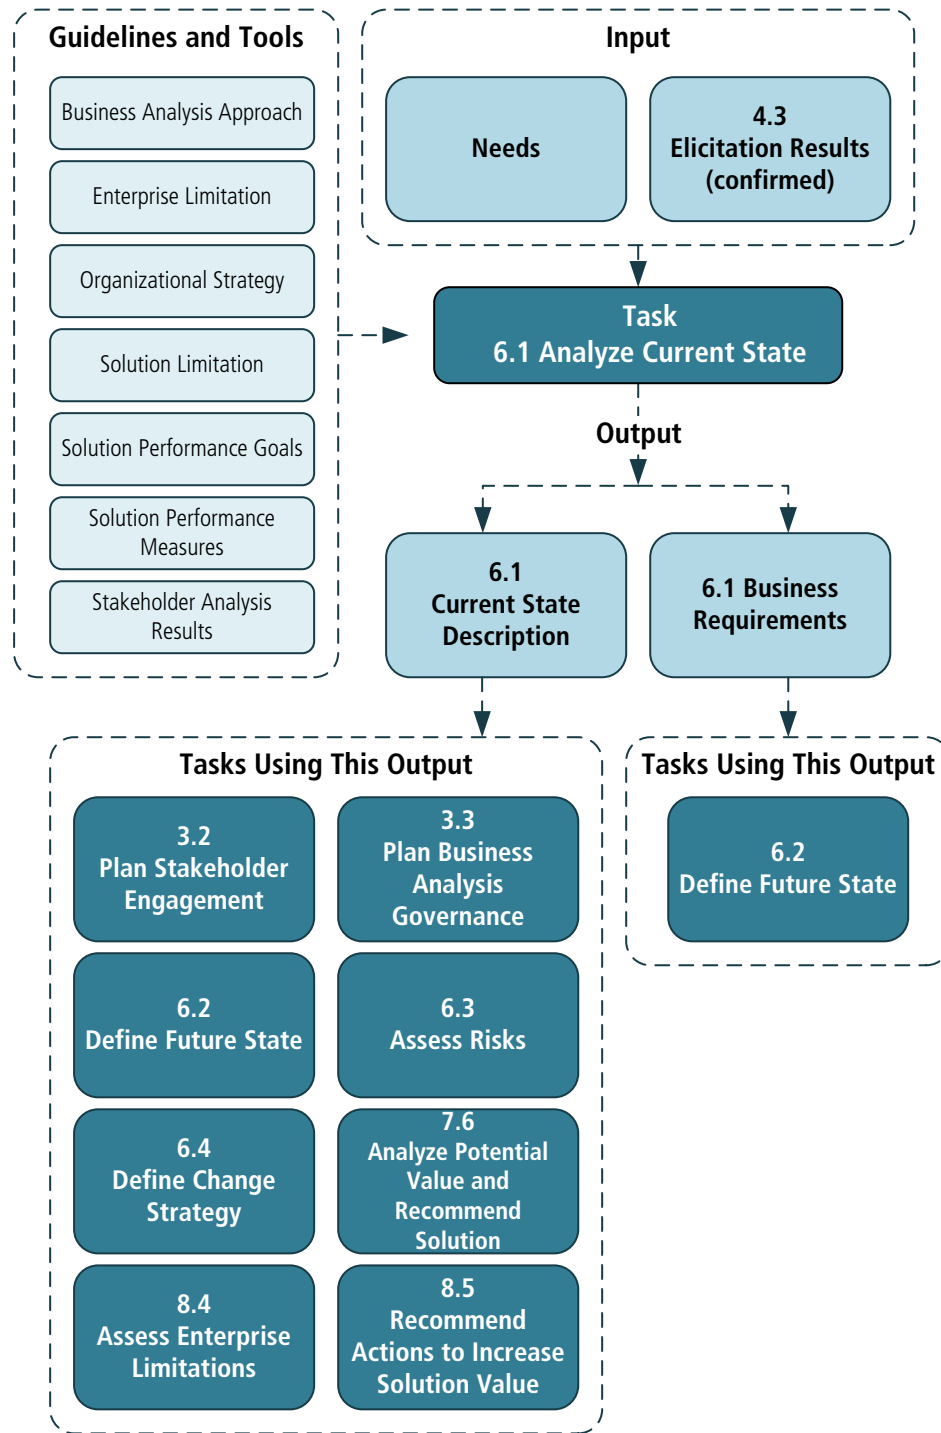 Guidelines and Tools
Business Analysis Approach
Enterprise Limitation
Organizational Strategy
Solution Limitation
Solution Performance Goals
Solution Performance
Measures
Stakeholder Analysis
Results
Input
Needs
4.3
Elicitation Results
(confirmed)
Task
6.1 Analyze Current State
Output
6.1
Current State
Description
6.1 Business
Requirements
Tasks Using This Output
3.2
Plan Stakeholder
Engagement
3.3
Plan Business
Analysis
Governance
6.2
Define Future State
6.3
Assess Risks
6.4
Define Change
Strategy
7.6
Analyze Potential
Value and
Recommend
Solution
8.4
Assess Enterprise
Limitations
8.5
Recommend
Actions to Increase
Solution Value
Tasks Using This Output
6.2
Define Future State